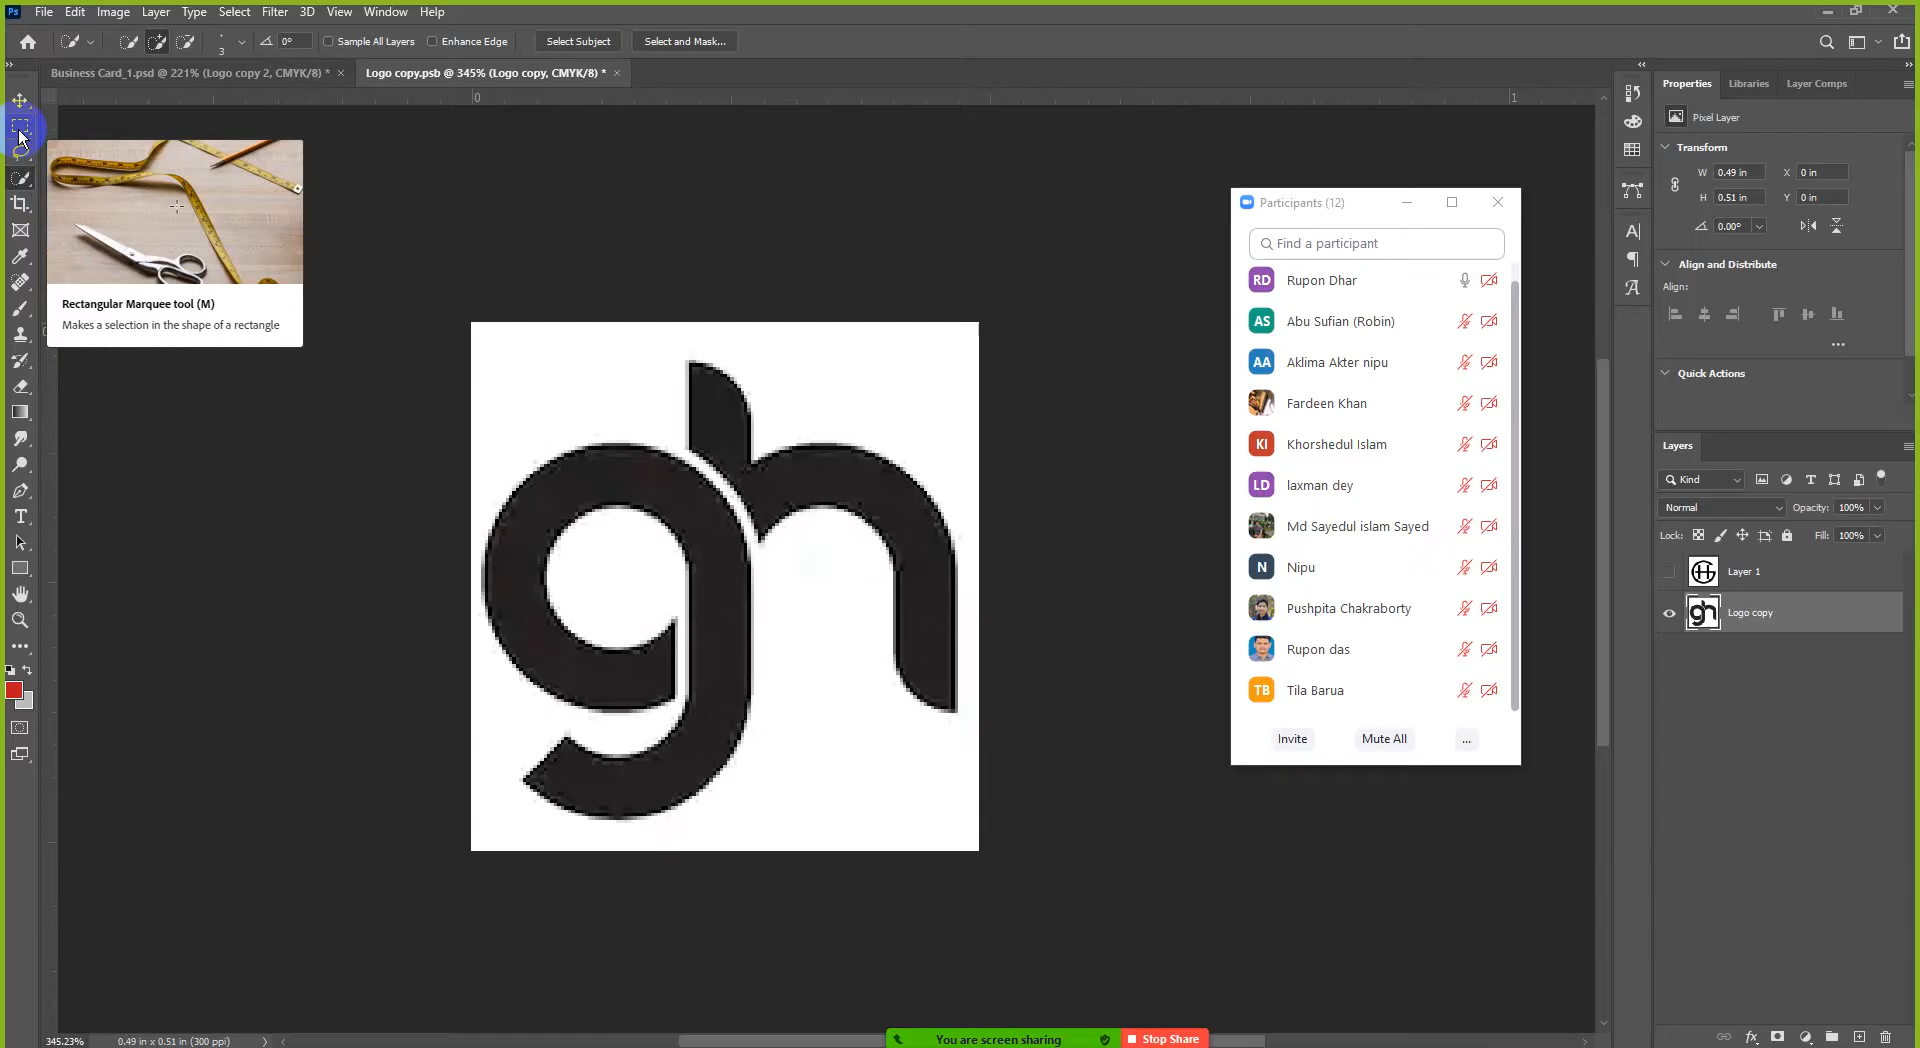 Ps File Edit Image Layer Type Select Filter 3D View Window Help
3 0° Sample All Layers Enhance Edge Select Subject Select and Mask...
Business Card_1.psd @ 221% (Logo copy 2, CMYK/8) * × Logo copy.psb @ 345% (Logo copy, CMYK/8) * ×
0 1
Rectangular Marquee tool (M)
Makes a selection in the shape of a rectangle
gh
Participants (12)
Find a participant
RD Rupon Dhar
AS Abu Sufian (Robin)
AA Aklima Akter nipu
Fardeen Khan
KI Khorshedul Islam
LD laxman dey
Md Sayedul islam Sayed
N Nipu
Pushpita Chakraborty
Rupon das
TB Tila Barua
Invite Mute All ...
Properties Libraries Layer Comps
Pixel Layer
Transform
W 0.49 in X 0 in
H 0.51 in Y 0 in
0.00°
Align and Distribute
Align:
Quick Actions
Layers
Kind
Normal Opacity: 100%
Lock: Fill: 100%
Layer 1
gh Logo copy
345.23% 0.49 in x 0.51 in (300 ppi)
You are screen sharing Stop Share